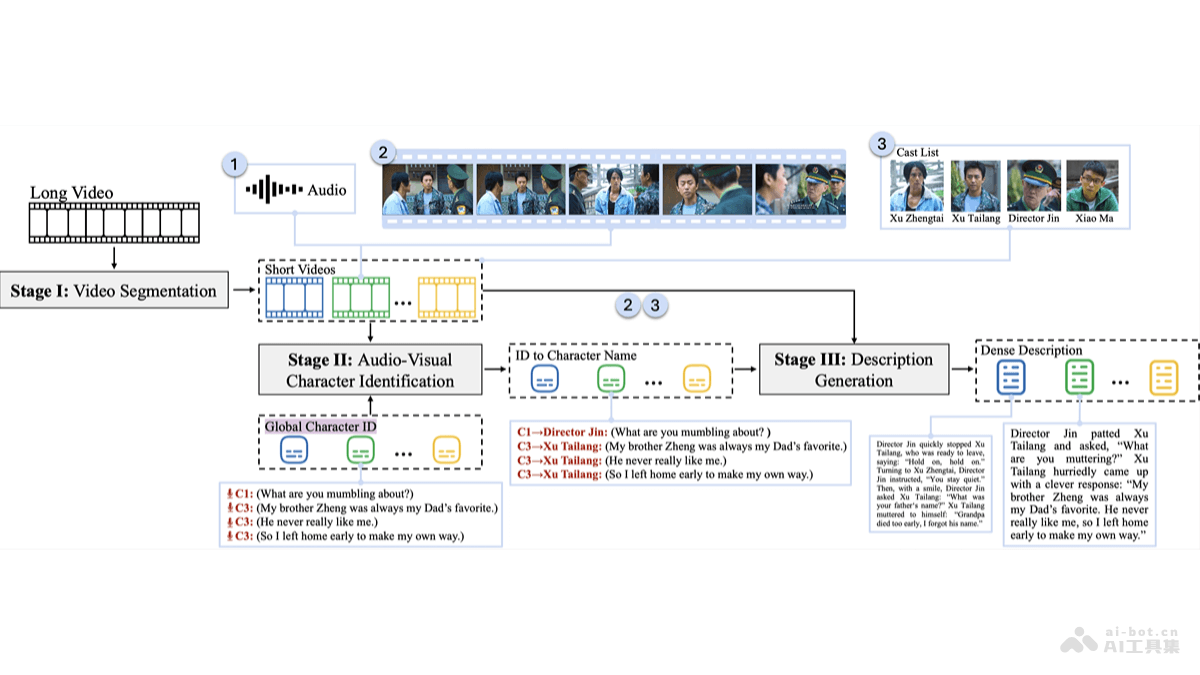 1
Audio
2
3
Cast List
Xu Zhengtai
Xu Tailang
Director Jin
Xiao Ma
Long Video
Stage I: Video Segmentation
Short Videos
...
2
3
Stage II: Audio-Visual
Character Identification
ID to Character Name
...
Stage III: Description
Generation
Dense Description
...
Global Character ID
...
C1: (What are you mumbling about?)
C3: (My brother Zheng was always my Dad's favorite.)
C3: (He never really like me.)
C3: (So I left home early to make my own way.)
C1→Director Jin: (What are you mumbling about? )
C3→Xu Tailang: (My brother Zheng was always my Dad's favorite.)
C3→Xu Tailang: (He never really like me.)
C3→Xu Tailang: (So I left home early to make my own way.)
Director Jin quickly stopped Xu
Tailang, who was ready to leave,
saying: "Hold on, hold on."
Turning to Xu Zhengtai, Director
Jin instructed, "You stay quiet."
Then, with a smile, Director Jin
asked Xu Tailang: "What was
your father's name?" Xu Tailang
muttered to himself: "Grandpa
died too early, I forgot his name."
Director Jin patted Xu
Tailang and asked, "What
are you muttering?" Xu
Tailang hurriedly came up
with a clever response: "My
brother Zheng was always
my Dad's favorite. He never
really like me, so I left home
early to make my own way."
ai-bot.cn
AI工具集